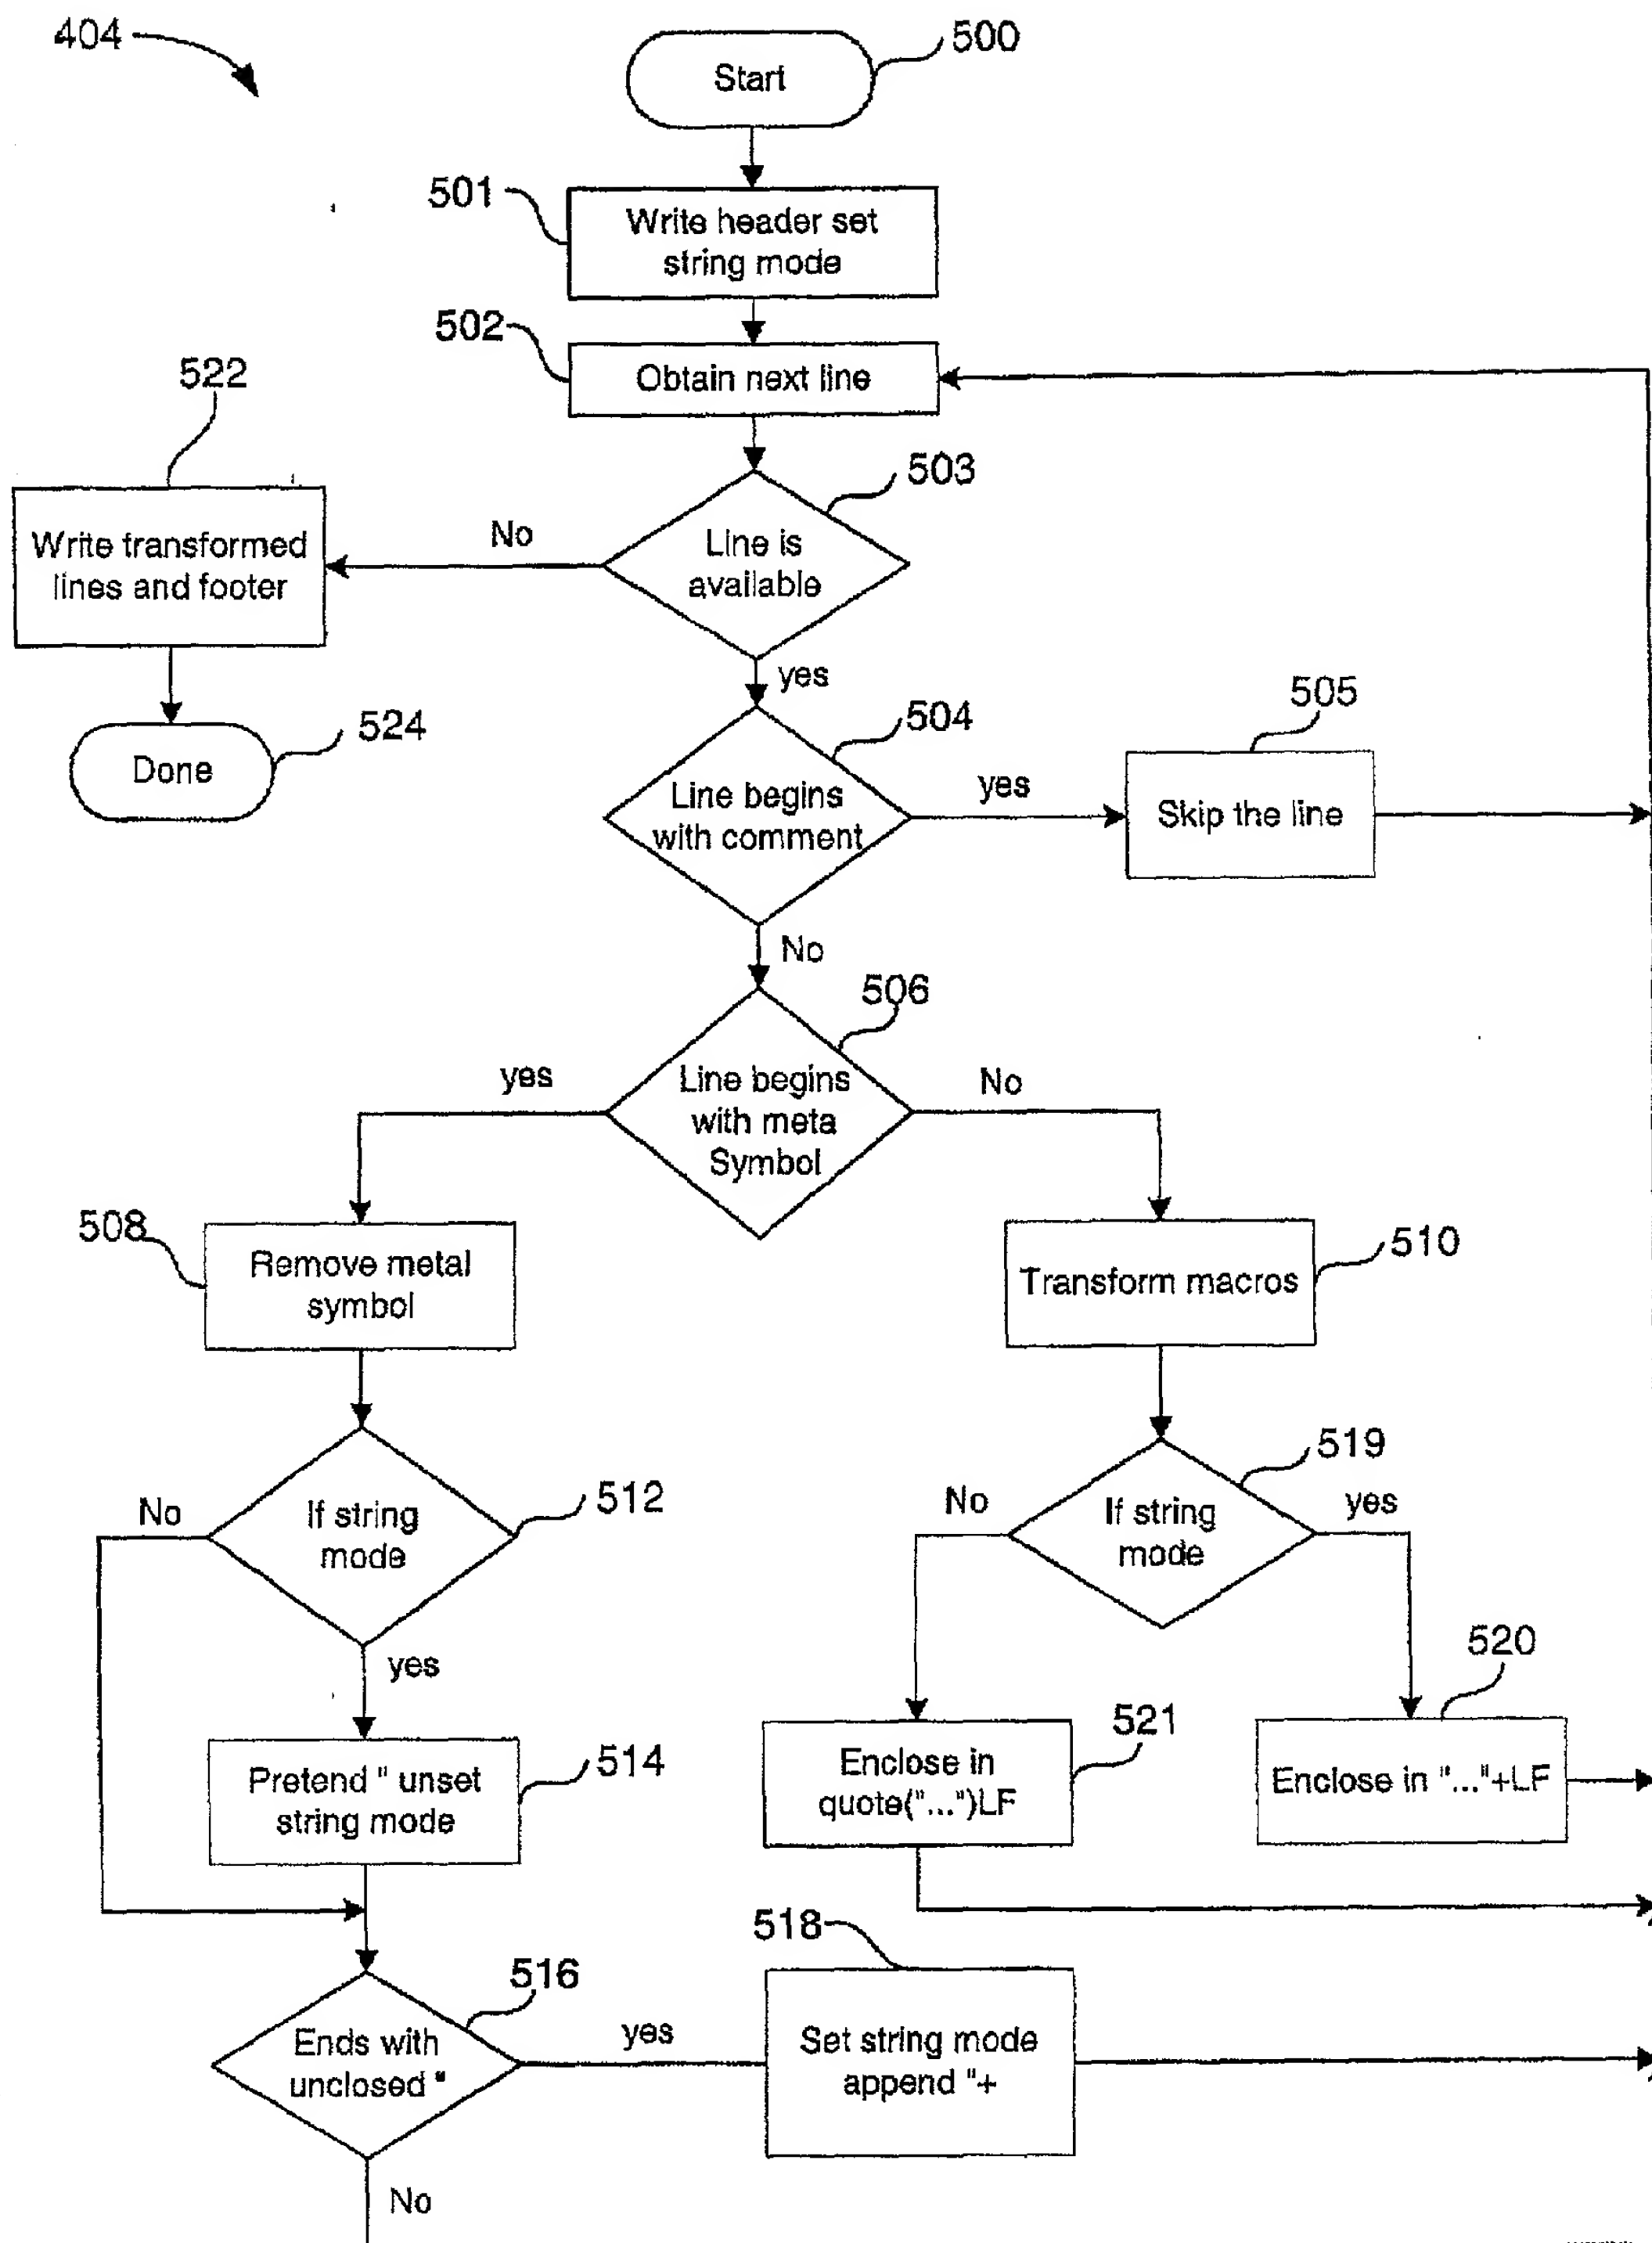 404
500
Start
501
Write header set
string mode
502
Obtain next line
522
503
Write transformed
lines and footer
No
Line is
available
yes
504
505
524
Done
Line begins
with comment
yes
Skip the line
No
506
yes
Line begins
with meta
Symbol
No
508
Remove metal
symbol
510
Transform macros
519
No
If string
mode
512
No
If string
mode
yes
yes
520
514
Pretend " unset
string mode
521
Enclose in
quote("...")LF
Enclose in "..."+LF
518
516
Ends with
unclosed "
yes
Set string mode
append "+
No